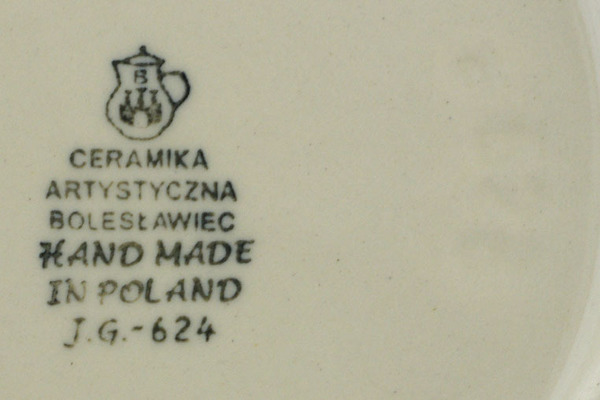 B
CERAMIKA
ARTYSTYCZNA
BOLESŁAWIEC
HAND MADE
IN POLAND
J.G.-624